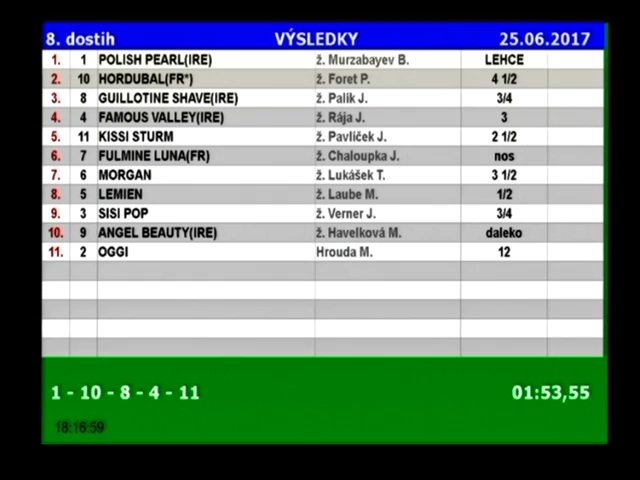 8. dostih VÝSLEDKY 25.06.2017
1. 1 POLISH PEARL(IRE) ž. Murzabayev B. LEHCE
2. 10 HORDUBAL(FR*) ž. Foret P. 4 1/2
3. 8 GUILLOTINE SHAVE(IRE) ž. Palík J. 3/4
4. 4 FAMOUS VALLEY(IRE) ž. Rája J. 3
5. 11 KISSI STURM ž. Pavlíček J. 2 1/2
6. 7 FULMINE LUNA(FR) ž. Chaloupka J. nos
7. 6 MORGAN ž. Lukášek T. 3 1/2
8. 5 LEMIEN ž. Laube M. 1/2
9. 3 SISI POP ž. Verner J. 3/4
10. 9 ANGEL BEAUTY(IRE) ž. Havelková M. daleko
11. 2 OGGI Hrouda M. 12
1 - 10 - 8 - 4 - 11 01:53,55
18:16:59